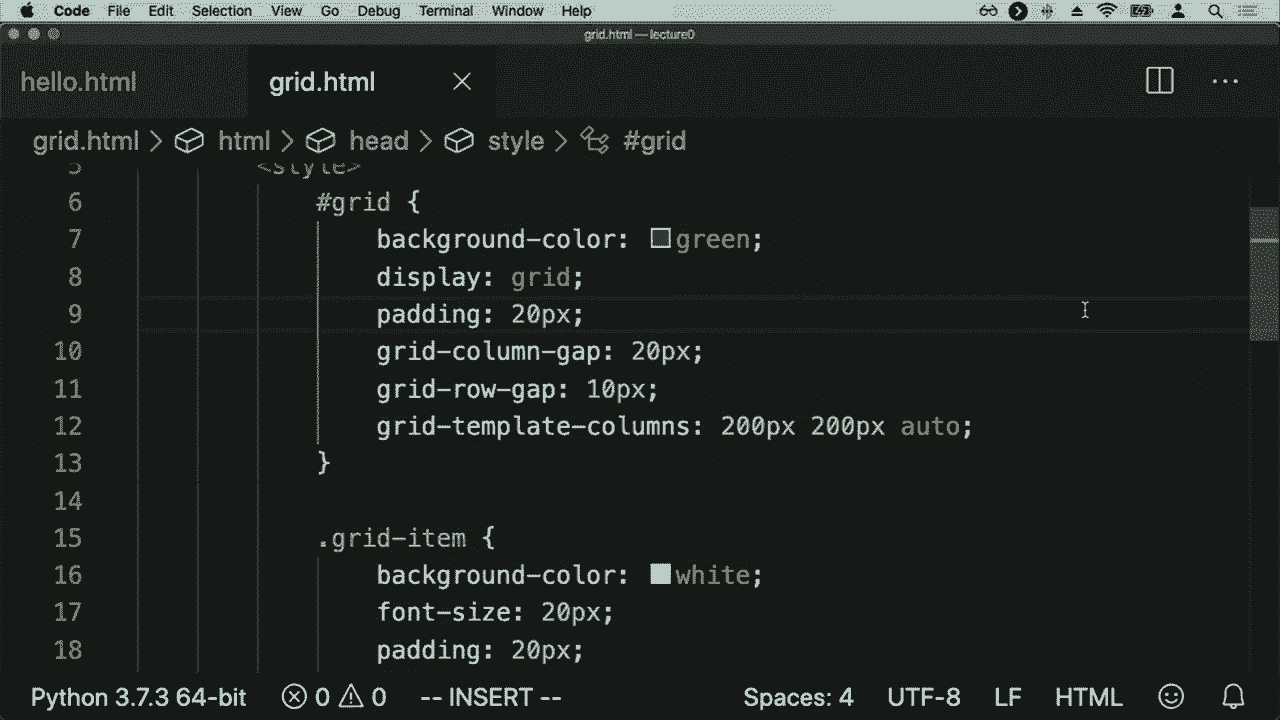 Code File Edit Selection View Go Debug Terminal Window Help
grid.html — lecture0
hello.html grid.html
grid.html > html > head > style > #grid
5 <style>
6 #grid {
7 background-color: green;
8 display: grid;
9 padding: 20px;
10 grid-column-gap: 20px;
11 grid-row-gap: 10px;
12 grid-template-columns: 200px 200px auto;
13 }
14
15 .grid-item {
16 background-color: white;
17 font-size: 20px;
18 padding: 20px;
Python 3.7.3 64-bit 0 0 -- INSERT -- Spaces: 4 UTF-8 LF HTML